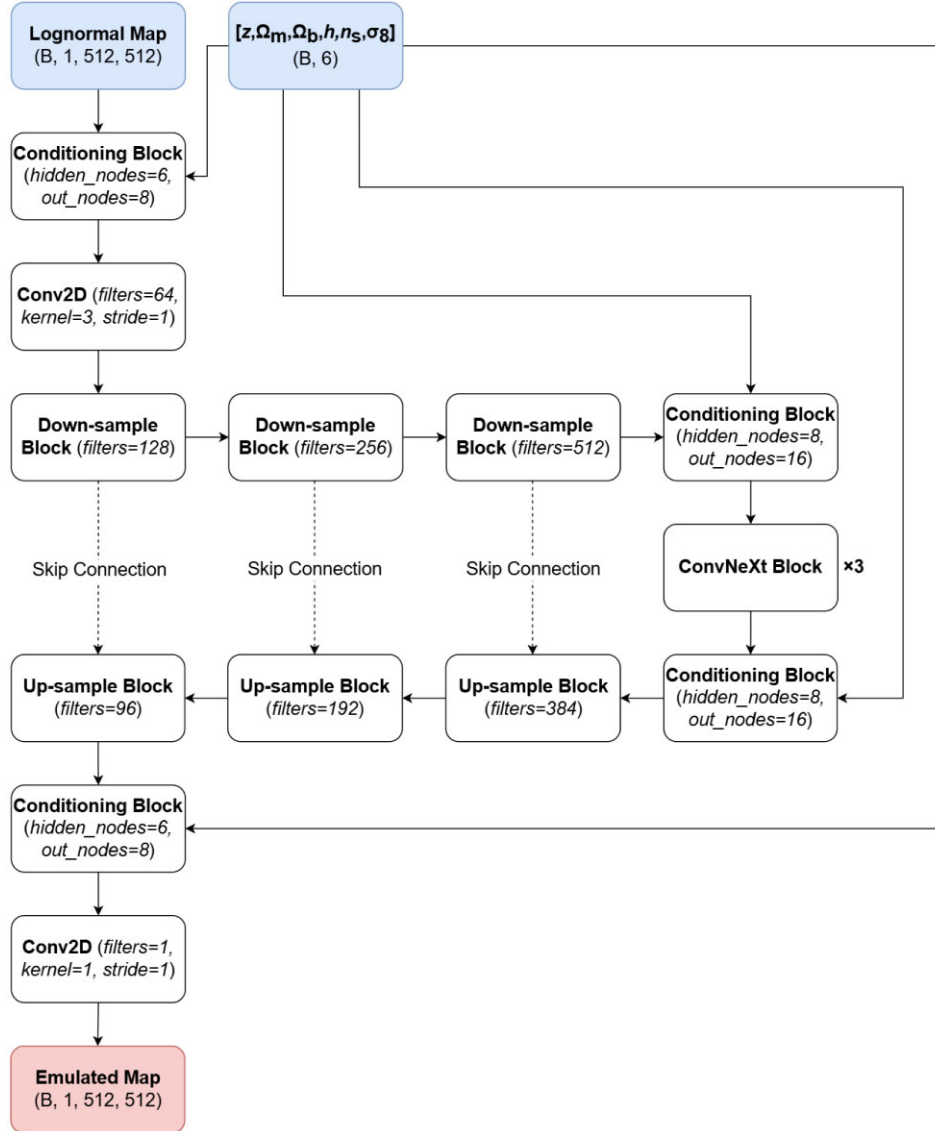 Lognormal Map
(B, 1, 512, 512)
[z,Ωm,Ωb,h,ns,σ8]
(B, 6)
Conditioning Block
(hidden_nodes=6,
out_nodes=8)
Conv2D (filters=64,
kernel=3, stride=1)
Down-sample
Block (filters=128)
Down-sample
Block (filters=256)
Down-sample
Block (filters=512)
Conditioning Block
(hidden_nodes=8,
out_nodes=16)
Skip Connection
Skip Connection
Skip Connection
ConvNeXt Block
×3
Up-sample Block
(filters=96)
Up-sample Block
(filters=192)
Up-sample Block
(filters=384)
Conditioning Block
(hidden_nodes=8,
out_nodes=16)
Conditioning Block
(hidden_nodes=6,
out_nodes=8)
Conv2D (filters=1,
kernel=1, stride=1)
Emulated Map
(B, 1, 512, 512)